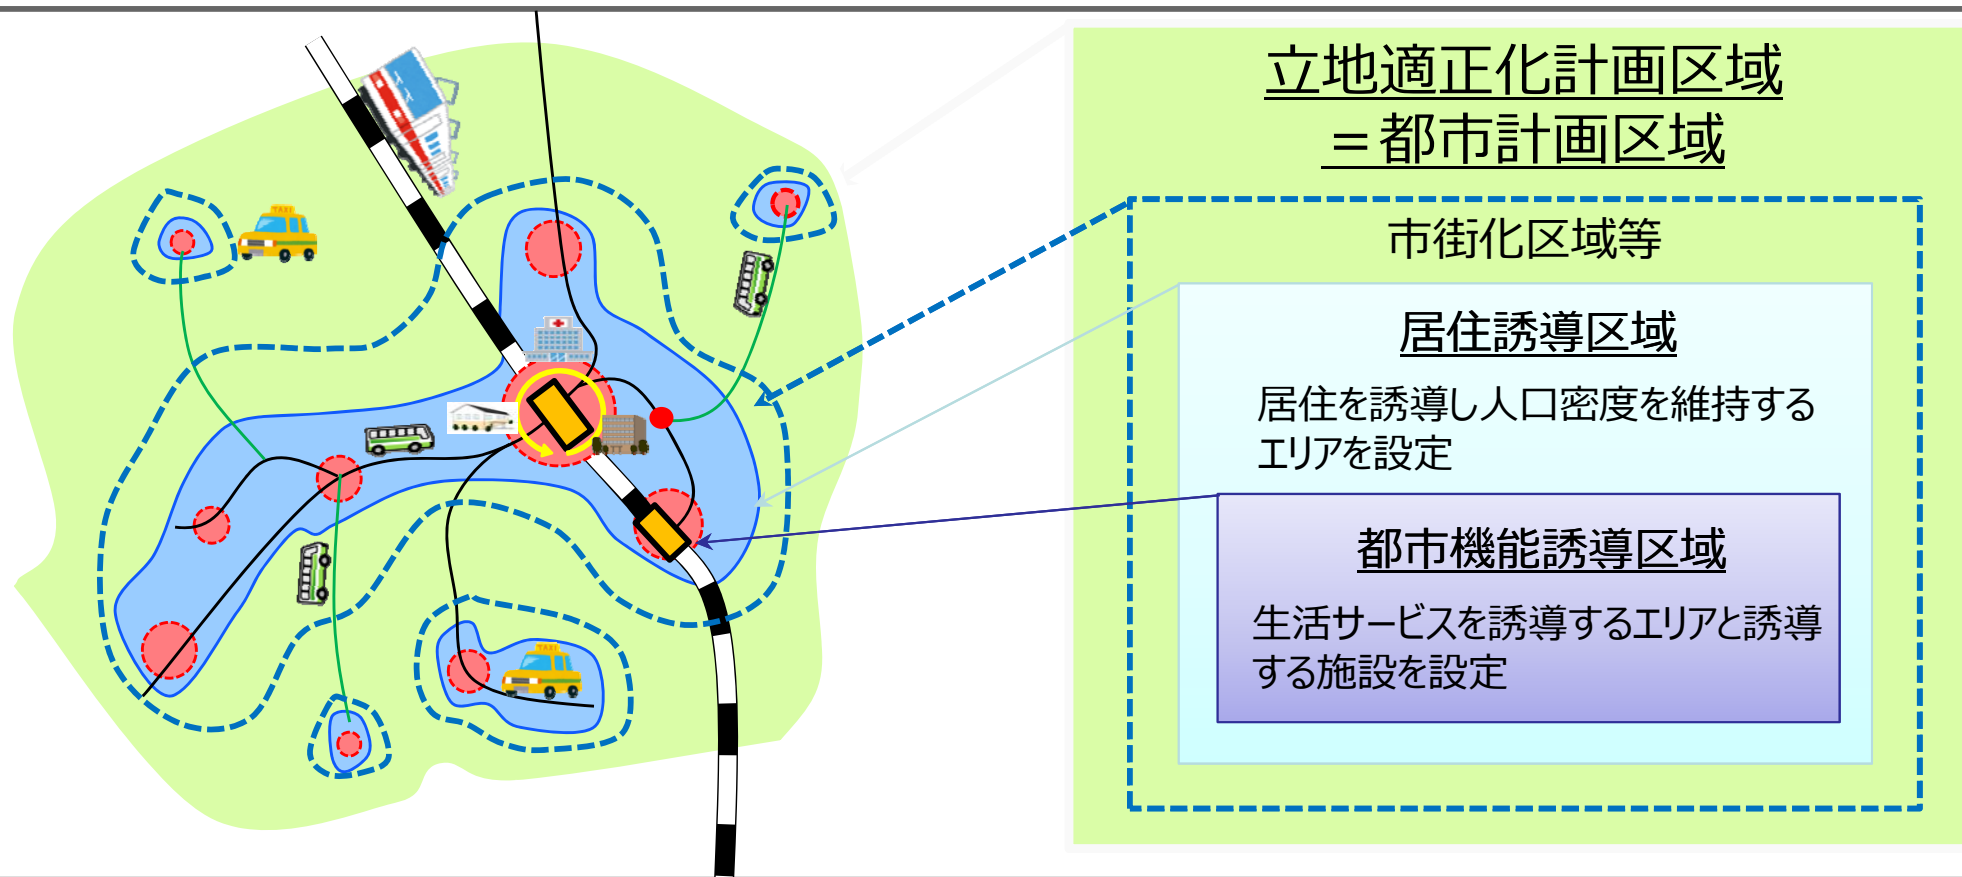 立地適正化計画区域
＝都市計画区域
市街化区域等
居住誘導区域
居住を誘導し人口密度を維持する
エリアを設定
都市機能誘導区域
生活サービスを誘導するエリアと誘導
する施設を設定
TAXI
TAXI